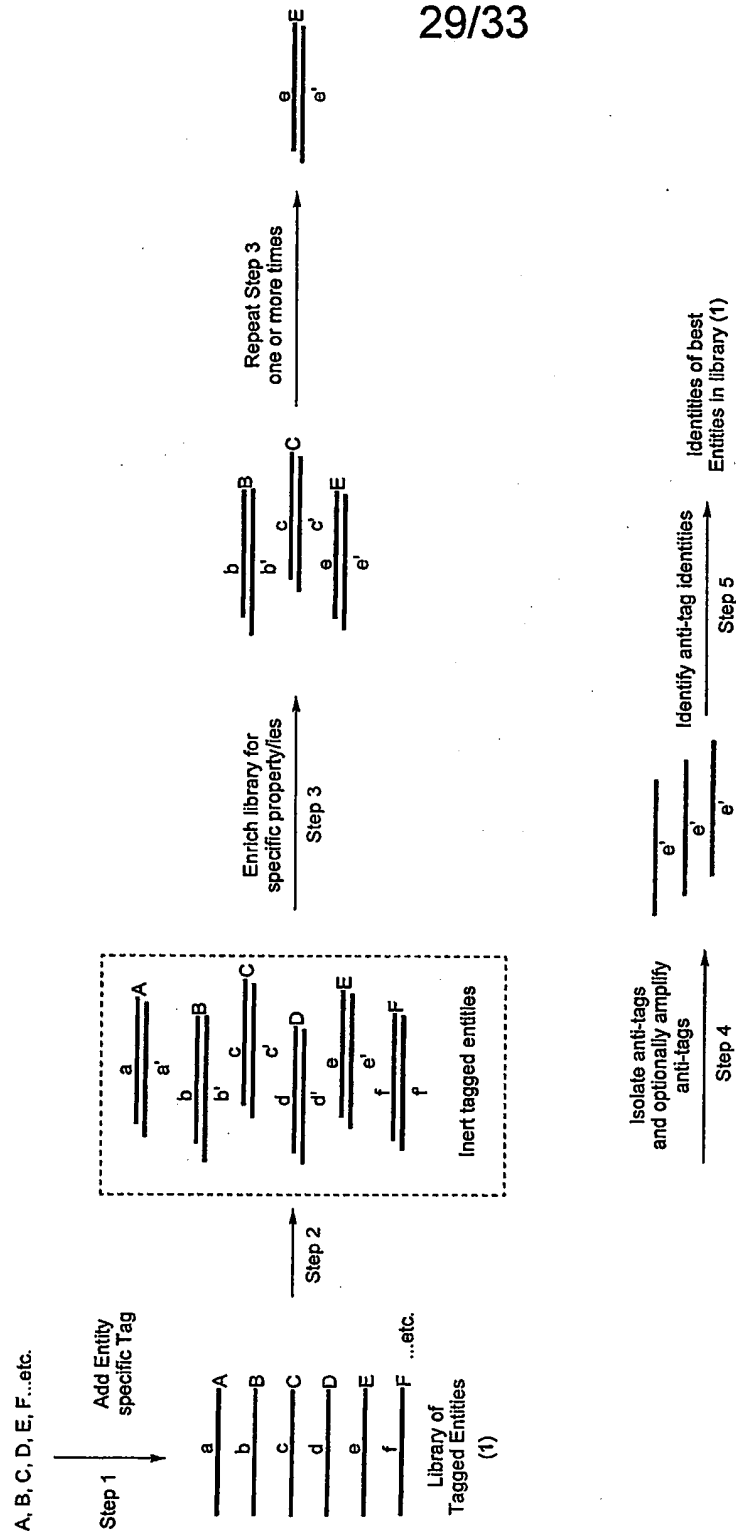 29/33
A, B, C, D, E, F...etc.
Step 1
Add Entity
specific Tag
a
A
b
B
c
C
d
D
e
E
f
F
...etc.
Library of
Tagged Entities
(1)
Step 2
a
A
a'
b
B
b'
c
C
c'
d
D
d'
e
E
e'
f
F
f'
Inert tagged entities
Enrich library for
specific property/ies
Step 3
b
B
b'
c
C
c'
e
E
e'
Repeat Step 3
one or more times
e
E
e'
Isolate anti-tags
and optionally amplify
anti-tags
Step 4
e'
e'
e'
Identify anti-tag identities
Step 5
Identities of best
Entities in library (1)